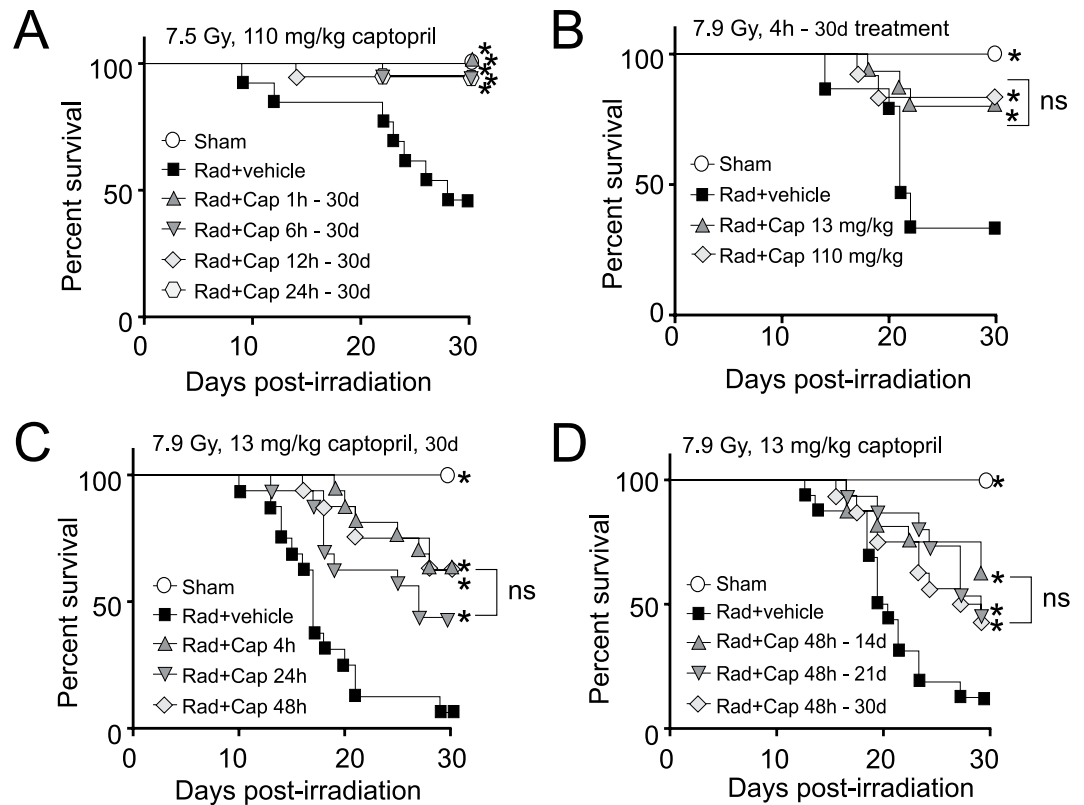 A
7.5 Gy, 110 mg/kg captopril
100
50
0
Percent survival
Sham
Rad+vehicle
Rad+Cap 1h - 30d
Rad+Cap 6h - 30d
Rad+Cap 12h - 30d
Rad+Cap 24h - 30d
* * * * *
0 10 20 30
Days post-irradiation
B
7.9 Gy, 4h - 30d treatment
100
50
0
Percent survival
Sham
Rad+vehicle
Rad+Cap 13 mg/kg
Rad+Cap 110 mg/kg
*
*
*
ns
0 10 20 30
Days post-irradiation
C
7.9 Gy, 13 mg/kg captopril, 30d
100
50
0
Percent survival
Sham
Rad+vehicle
Rad+Cap 4h
Rad+Cap 24h
Rad+Cap 48h
*
*
*
*
ns
0 10 20 30
Days post-irradiation
D
7.9 Gy, 13 mg/kg captopril
100
50
0
Percent survival
Sham
Rad+vehicle
Rad+Cap 48h - 14d
Rad+Cap 48h - 21d
Rad+Cap 48h - 30d
*
*
*
*
ns
0 10 20 30
Days post-irradiation